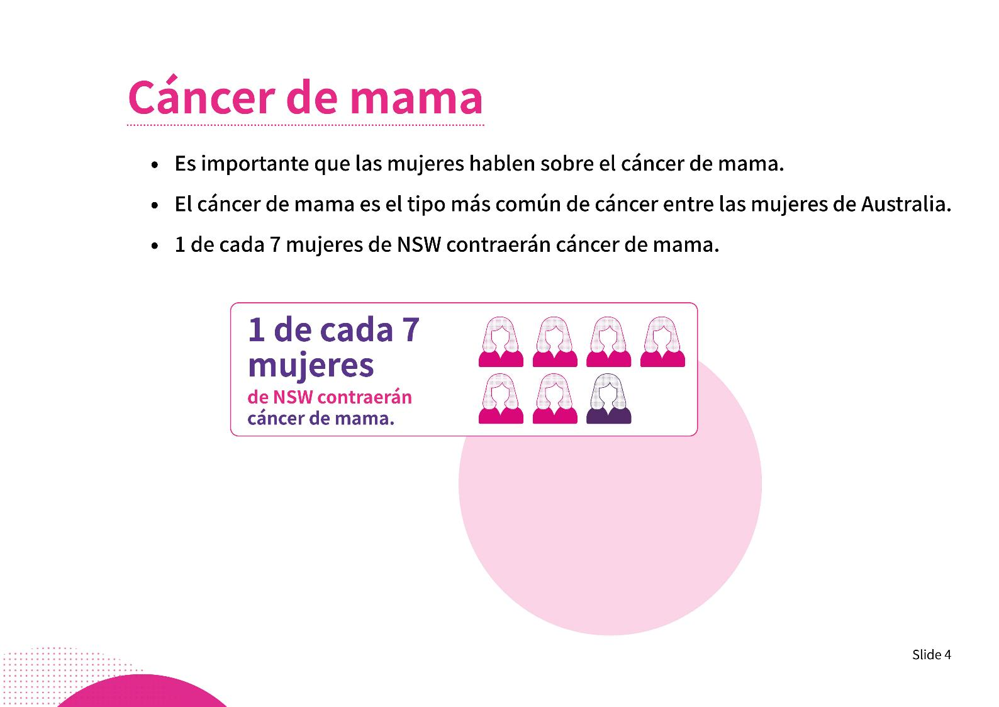 Cáncer de mama
• Es importante que las mujeres hablen sobre el cáncer de mama.
• El cáncer de mama es el tipo más común de cáncer entre las mujeres de Australia.
• 1 de cada 7 mujeres de NSW contraerán cáncer de mama.
1 de cada 7
mujeres
de NSW contraerán
cáncer de mama.
Slide 4